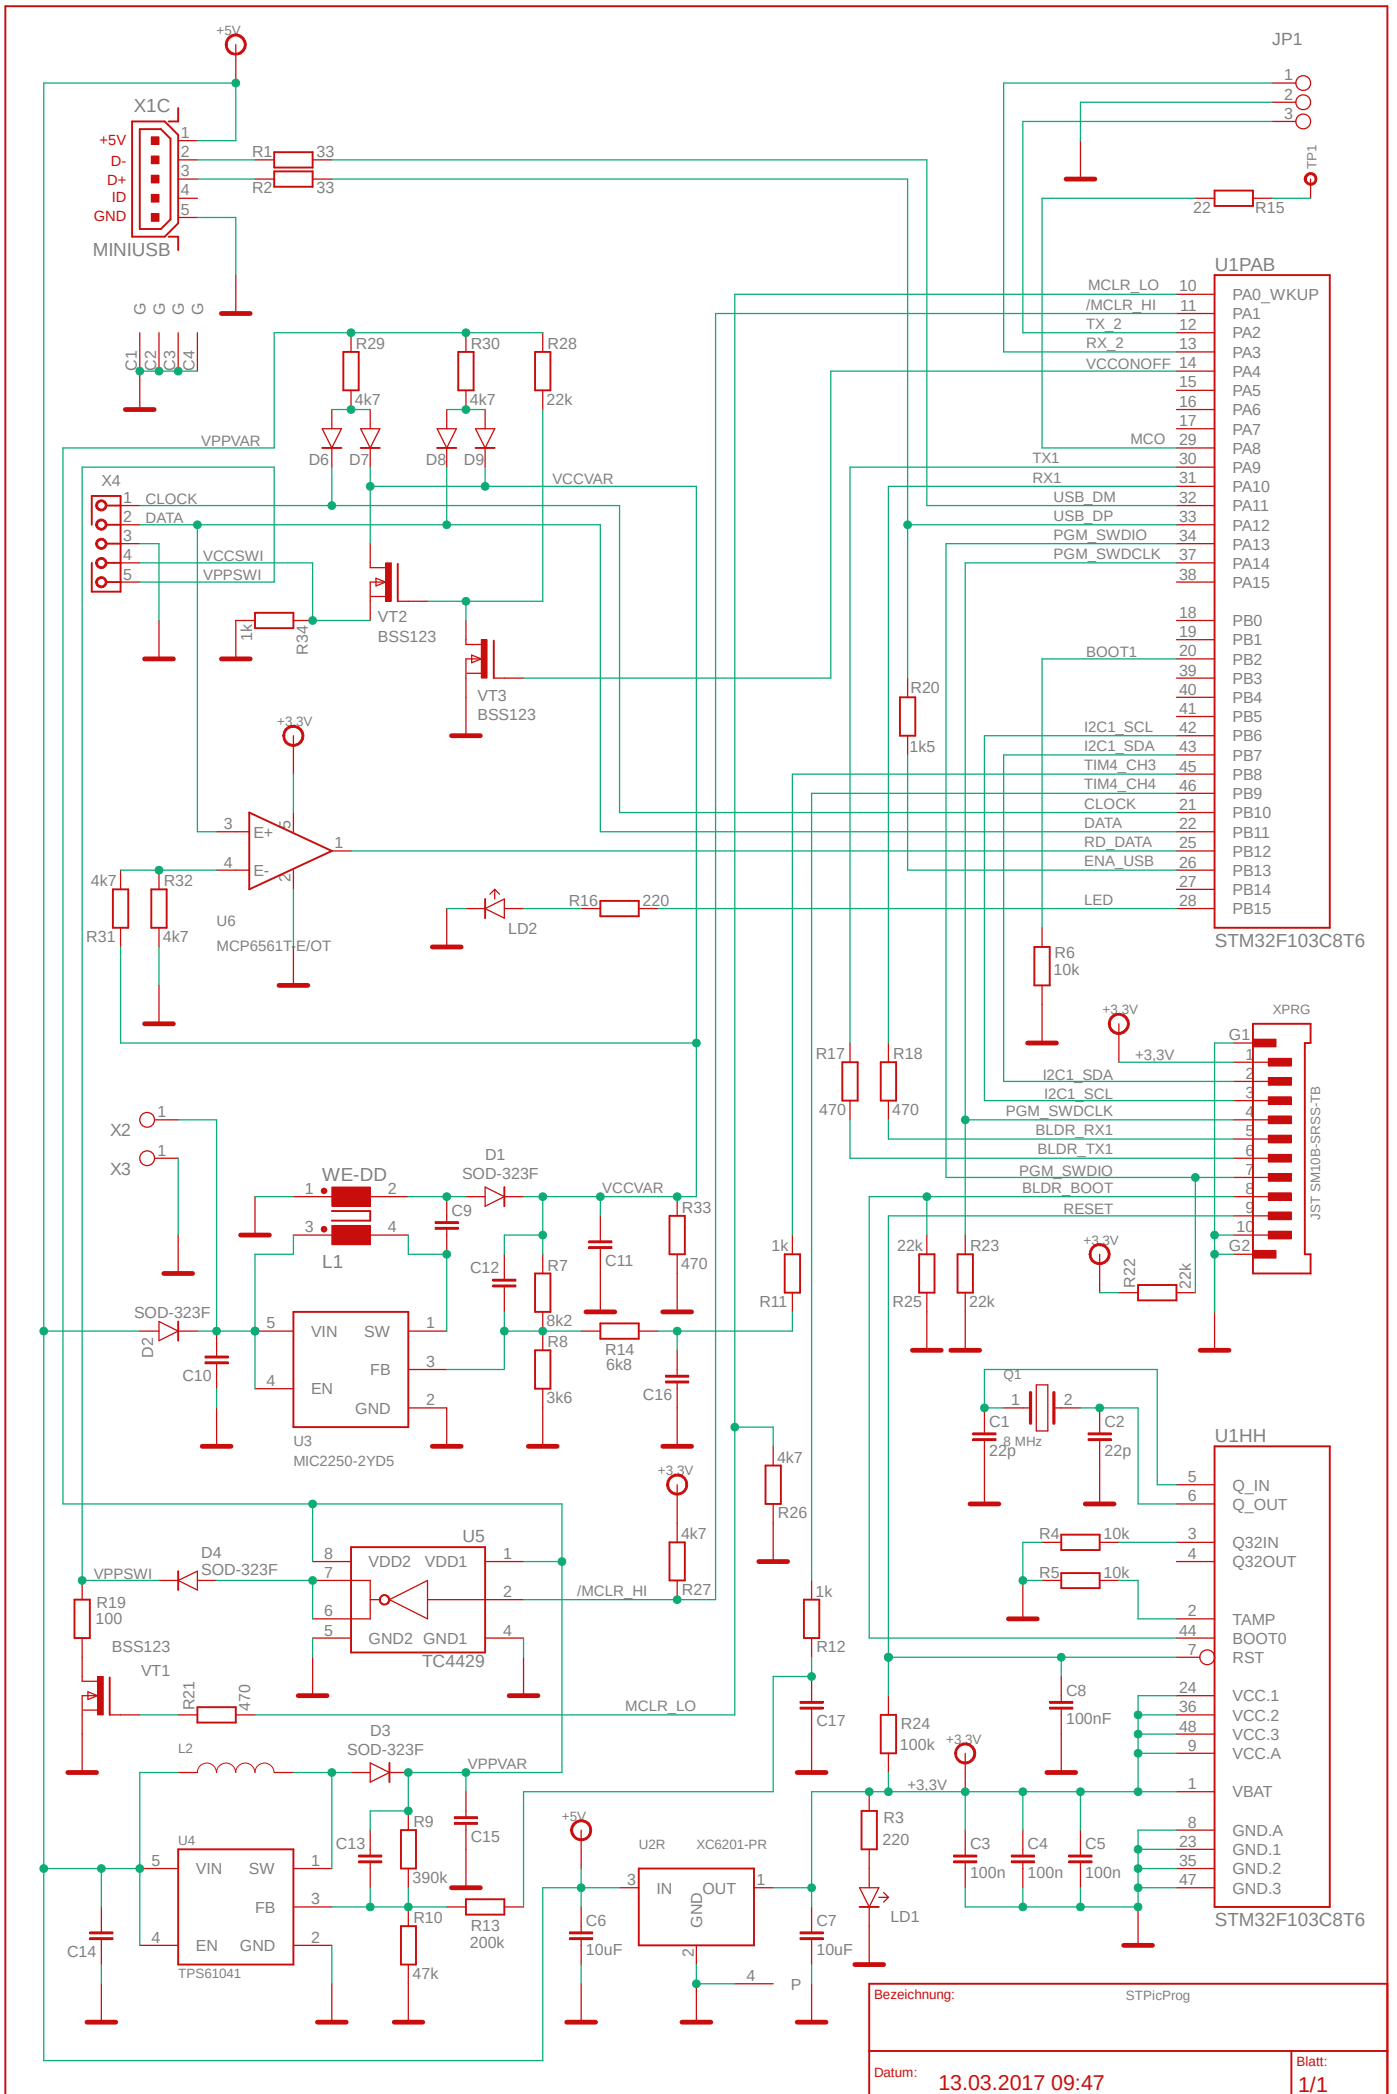 +5V
JP1
X1C
+5V
D-
D+
ID
GND
1
2
3
4
5
MINIUSB
R1
33
R2
33
1
2
3
TP1
22
R15
G
G
G
G
C1
C2
C3
C4
R29
4k7
R30
4k7
R28
22k
D6
D7
D8
D9
VPPVAR
VCCVAR
X4
1
2
3
4
5
CLOCK
DATA
VCCSWI
VPPSWI
1k
R34
VT2
BSS123
VT3
BSS123
+3.3V
3
4
E+
E-
5
2
1
U6
MCP6561T-E/OT
4k7
R31
R32
4k7
LD2
R16
220
R20
1k5
U1PAB
MCLR_LO 10 PA0_WKUP
/MCLR_HI 11 PA1
TX_2 12 PA2
RX_2 13 PA3
VCCONOFF 14 PA4
15 PA5
16 PA6
17 PA7
MCO 29 PA8
TX1 30 PA9
RX1 31 PA10
USB_DM 32 PA11
USB_DP 33 PA12
PGM_SWDIO 34 PA13
PGM_SWDCLK 37 PA14
38 PA15
18 PB0
19 PB1
BOOT1 20 PB2
39 PB3
40 PB4
41 PB5
I2C1_SCL 42 PB6
I2C1_SDA 43 PB7
TIM4_CH3 45 PB8
TIM4_CH4 46 PB9
CLOCK 21 PB10
DATA 22 PB11
RD_DATA 25 PB12
ENA_USB 26 PB13
27 PB14
LED 28 PB15
STM32F103C8T6
R6
10k
R17
470
R18
470
+3.3V
XPRG
G1
+3,3V 1
I2C1_SDA 2
I2C1_SCL 3
PGM_SWDCLK 4
BLDR_RX1 5
BLDR_TX1 6
PGM_SWDIO 7
BLDR_BOOT 8
RESET 9
10
G2
JST SM10B-SRSS-TB
+3.3V
R22
22k
22k
R25
R23
22k
X2
1
X3
1
WE-DD
1
2
3
4
L1
D1
SOD-323F
C9
VCCVAR
C11
R33
470
C12
R7
8k2
R8
3k6
R14
6k8
C16
1k
R11
SOD-323F
D2
C10
5 VIN
4 EN
SW 1
FB 3
GND 2
U3
MIC2250-2YD5
4k7
R26
+3.3V
4k7
R27
U5
8 VDD2 VDD1 1
7
6
2
5 GND2 GND1 4
TC4429
/MCLR_HI
D4
SOD-323F
VPPSWI
R19
100
BSS123
VT1
R21
470
MCLR_LO
1k
R12
C17
L2
D3
SOD-323F
VPPVAR
U4
5 VIN SW 1
FB 3
4 EN GND 2
TPS61041
C14
C13
R9
390k
C15
R10
47k
R13
200k
+5V
C6
10uF
U2R
XC6201-PR
3 IN OUT 1
GND
2
4 P
C7
10uF
Q1
1
2
8 MHz
C1
22p
C2
22p
U1HH
5 Q_IN
6 Q_OUT
3 Q32IN
4 Q32OUT
2 TAMP
44 BOOT0
7 RST
24 VCC.1
36 VCC.2
48 VCC.3
9 VCC.A
1 VBAT
8 GND.A
23 GND.1
35 GND.2
47 GND.3
STM32F103C8T6
R4 10k
R5 10k
C8
100nF
R24
100k
+3.3V
+3,3V
R3
220
LD1
C3
100n
C4
100n
C5
100n
Bezeichnung:
STPicProg
Datum:
13.03.2017 09:47
Blatt:
1/1